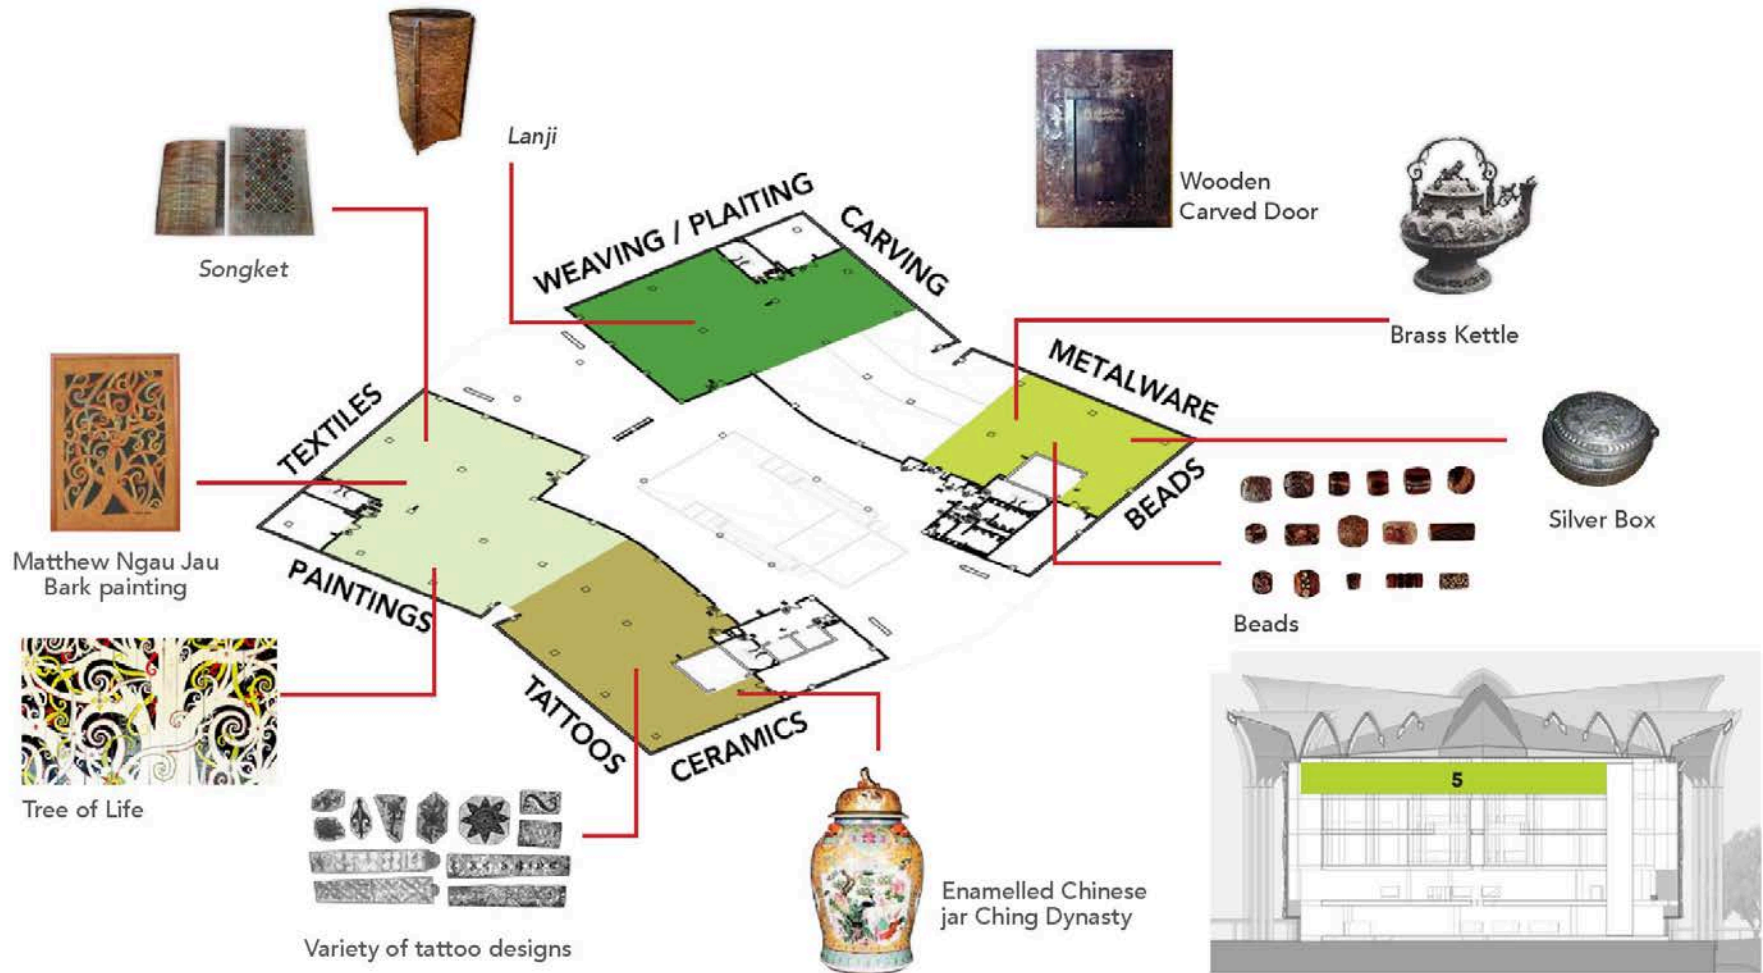 Lanji
Wooden
Carved Door
Songket
WEAVING / PLAITING
CARVING
Brass Kettle
METALWARE
TEXTILES
BEADS
Silver Box
Matthew Ngau Jau
Bark painting
PAINTINGS
Beads
Tree of Life
TATTOOS
CERAMICS
5
Enamelled Chinese
jar Ching Dynasty
Variety of tattoo designs